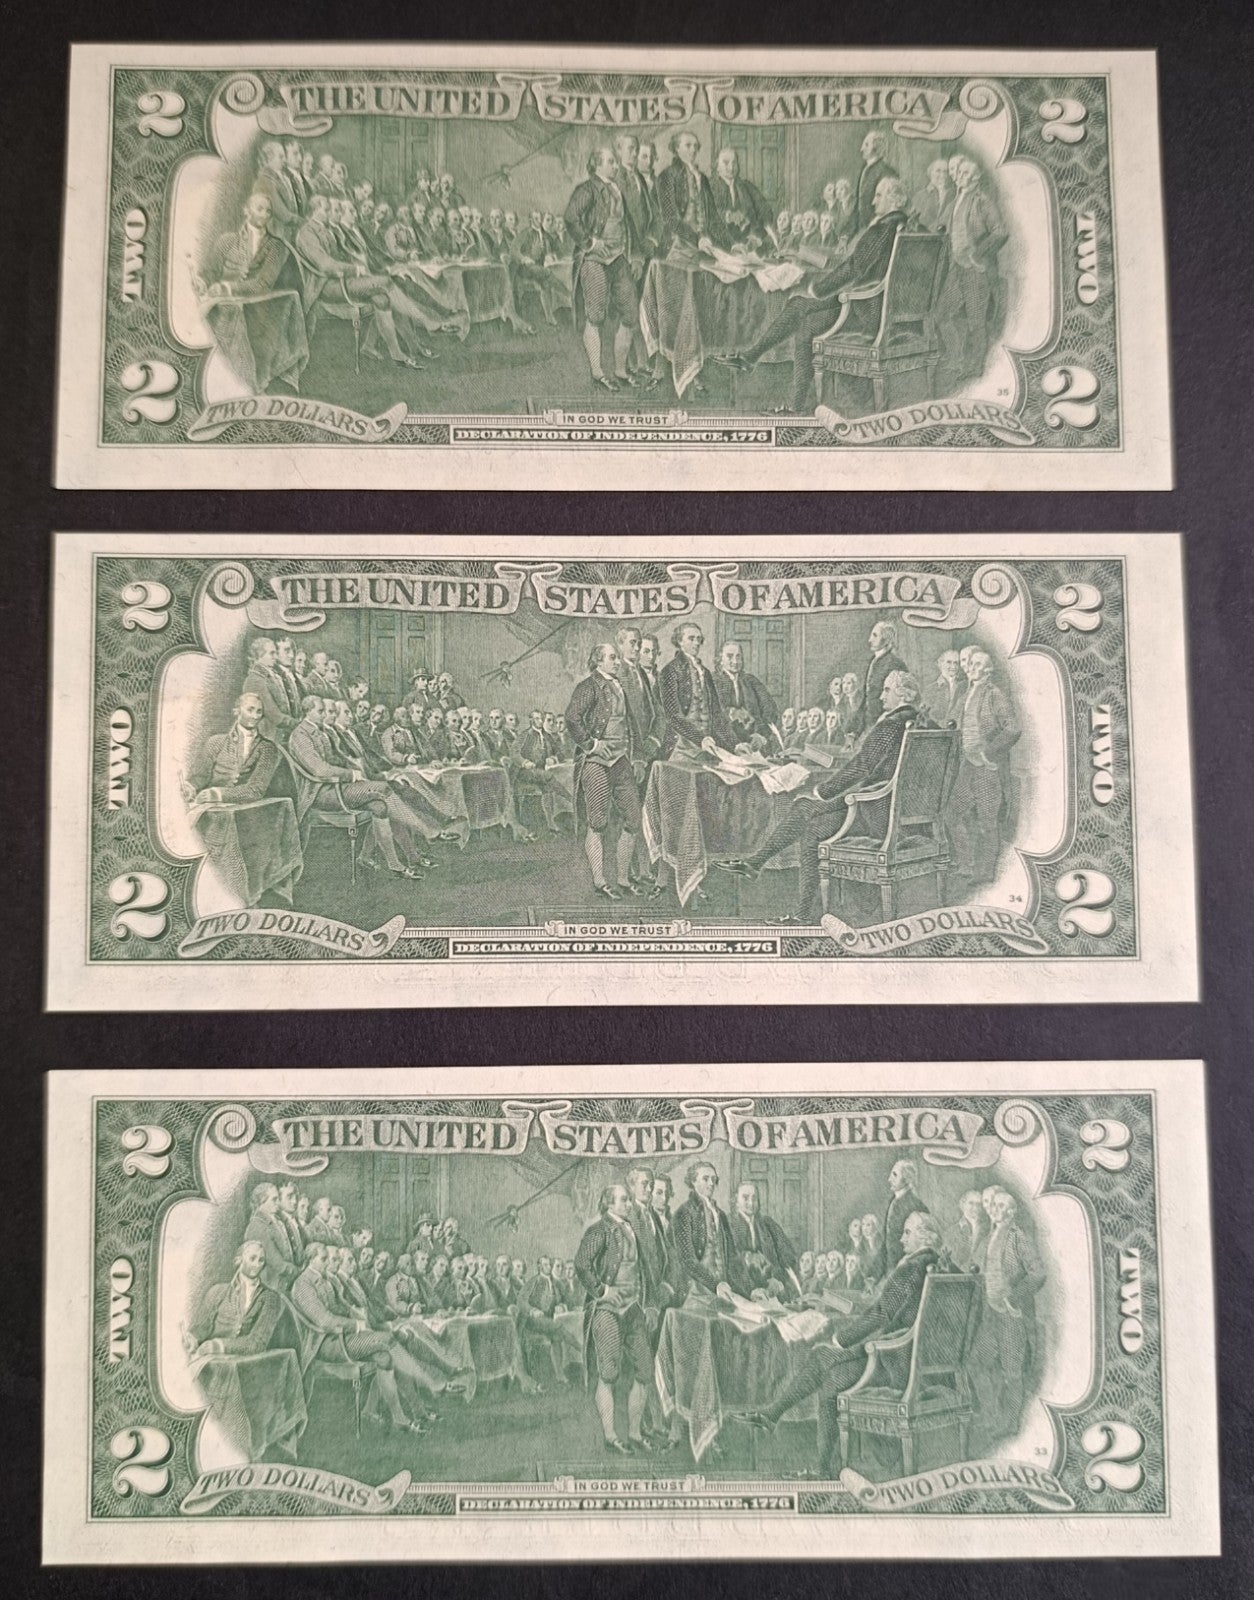 2 THE UNITED STATES OF AMERICA 2
TWO TWO
35
2 TWO DOLLARS IN GOD WE TRUST TWO DOLLARS 2
DECLARATION OF INDEPENDENCE, 1776
2 THE UNITED STATES OF AMERICA 2
TWO TWO
34
2 TWO DOLLARS IN GOD WE TRUST TWO DOLLARS 2
DECLARATION OF INDEPENDENCE, 1776
2 THE UNITED STATES OF AMERICA 2
TWO TWO
33
2 TWO DOLLARS IN GOD WE TRUST TWO DOLLARS 2
DECLARATION OF INDEPENDENCE, 1776